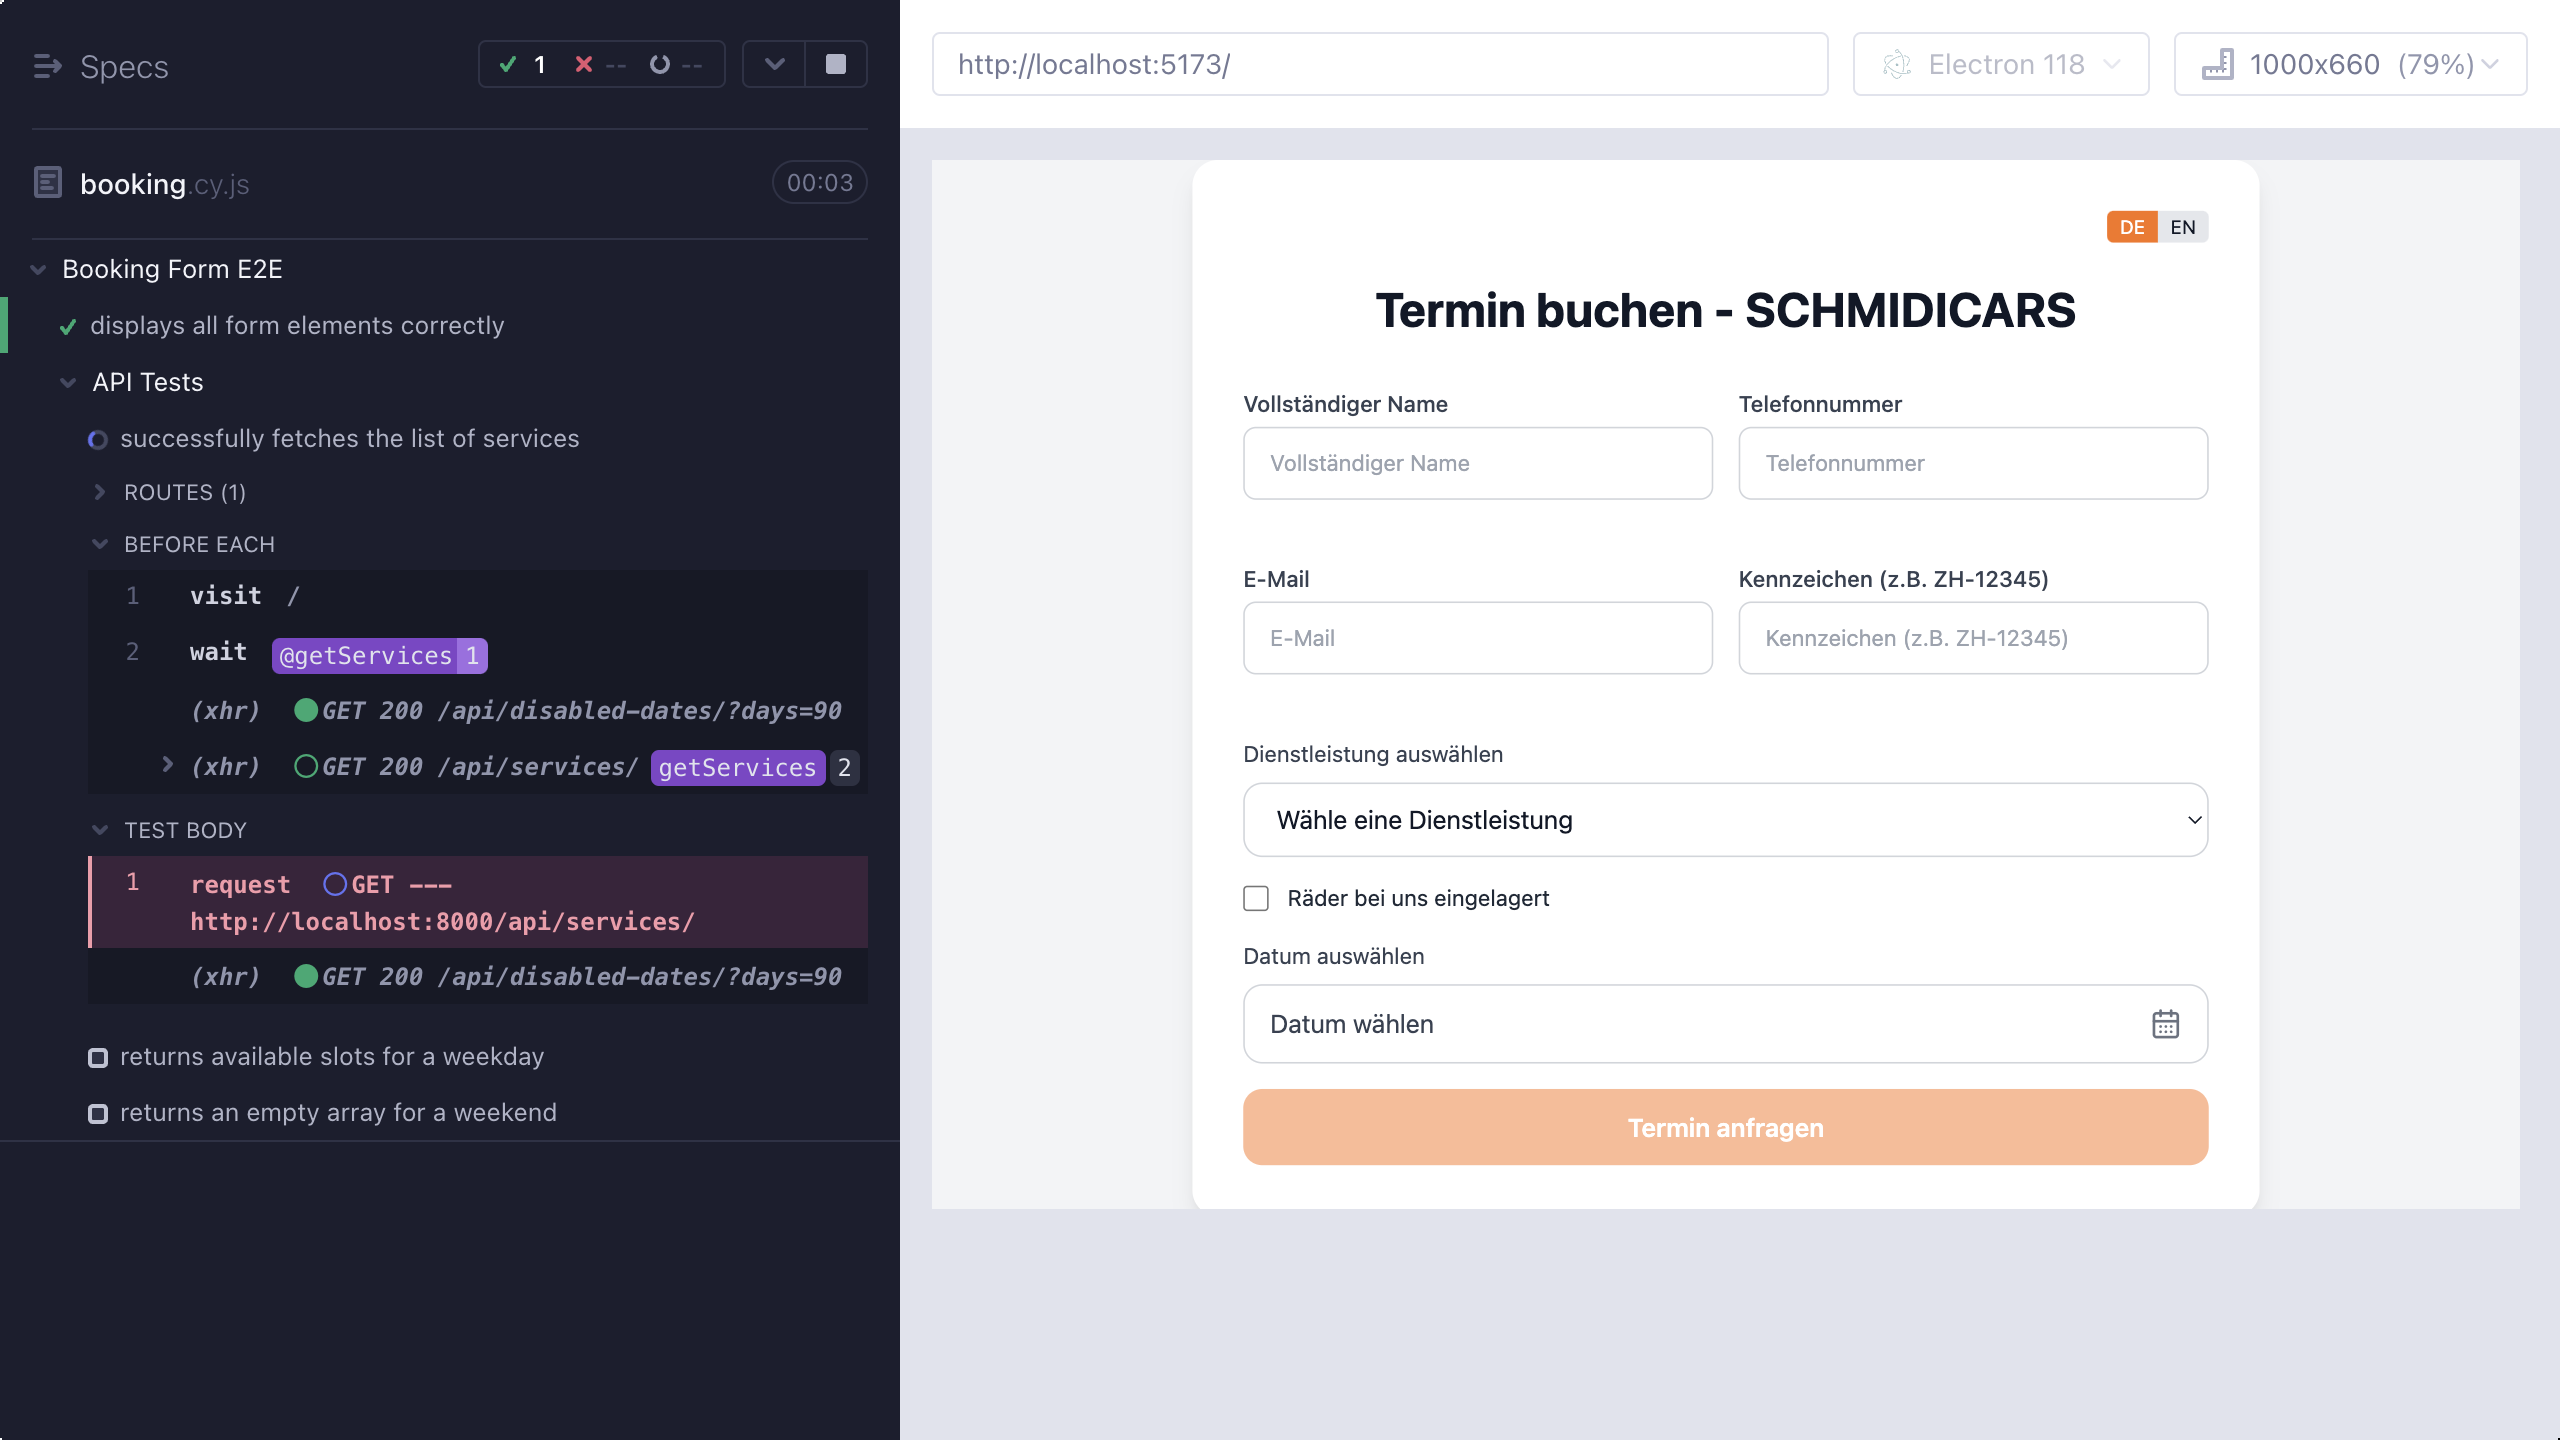 Specs
1 -- --
booking.cy.js
00:03
Booking Form E2E
displays all form elements correctly
API Tests
successfully fetches the list of services
ROUTES (1)
BEFORE EACH
1 visit /
2 wait @getServices 1
(xhr) GET 200 /api/disabled-dates/?days=90
(xhr) GET 200 /api/services/ getServices 2
TEST BODY
1 request GET ---
http://localhost:8000/api/services/
(xhr) GET 200 /api/disabled-dates/?days=90
returns available slots for a weekday
returns an empty array for a weekend
http://localhost:5173/
Electron 118
1000x660 (79%)
DE EN
Termin buchen - SCHMIDICARS
Vollständiger Name
Vollständiger Name
Telefonnummer
Telefonnummer
E-Mail
E-Mail
Kennzeichen (z.B. ZH-12345)
Kennzeichen (z.B. ZH-12345)
Dienstleistung auswählen
Wähle eine Dienstleistung
Räder bei uns eingelagert
Datum auswählen
Datum wählen
Termin anfragen